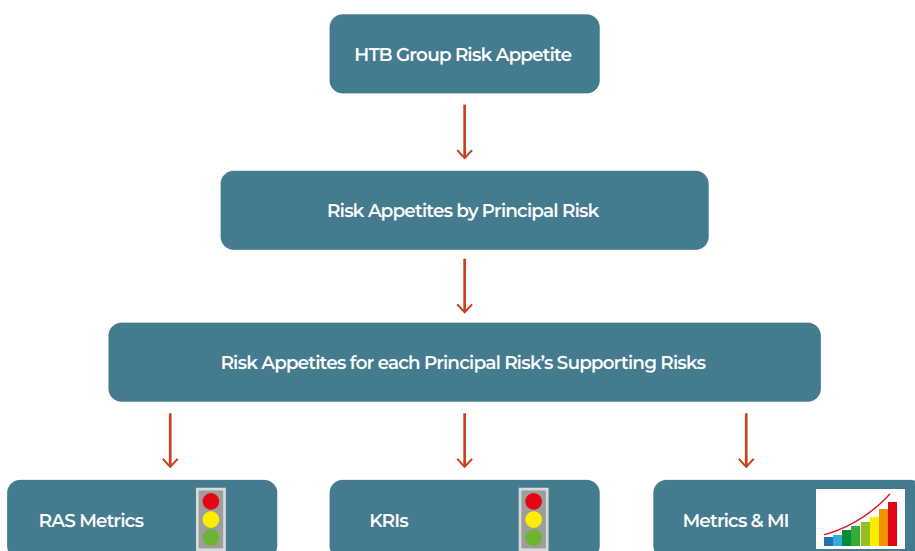 HTB Group Risk Appetite
Risk Appetites by Principal Risk
Risk Appetites for each Principal Risk's Supporting Risks
RAS Metrics
KRIs
Metrics & MI